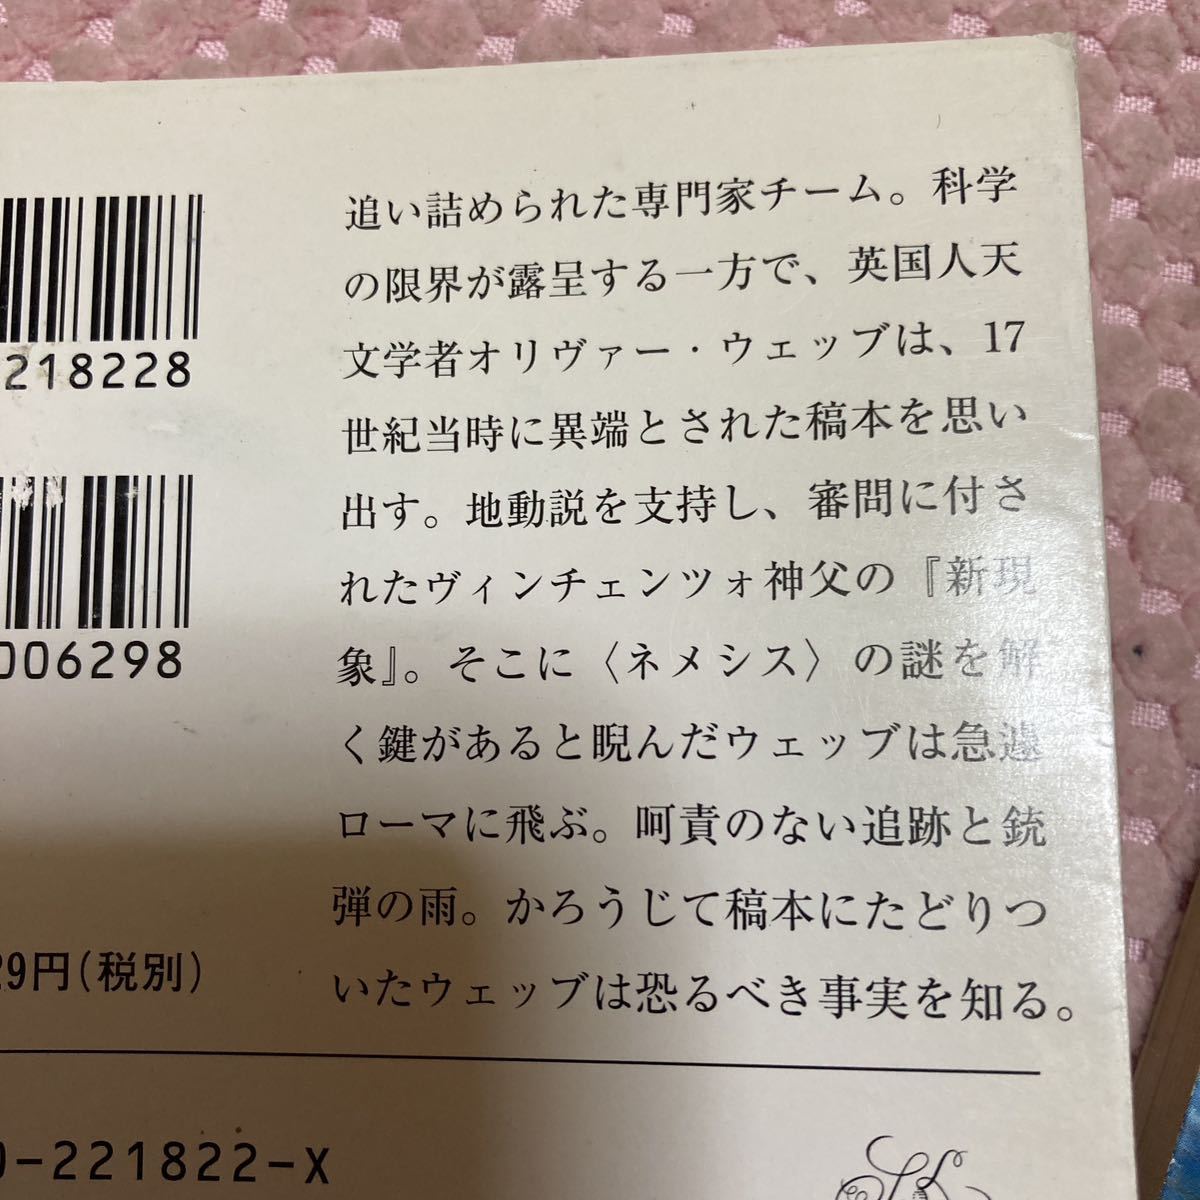 追い詰められた専門家チーム。科学
の限界が露呈する一方で、英国人天
文学者オリヴァー・ウェッブは、17
世紀当時に異端とされた稿本を思い
出す。地動説を支持し、審問に付さ
れたヴィンチェンツォ神父の『新現
象』。そこに〈ネメシス〉の謎を解
く鍵があると睨んだウェッブは急遽
ローマに飛ぶ。呵責のない追跡と銃
弾の雨。かろうじて稿本にたどりつ
いたウェッブは恐るべき事実を知る。
218228
006298
29円(税別)
0-221822-X